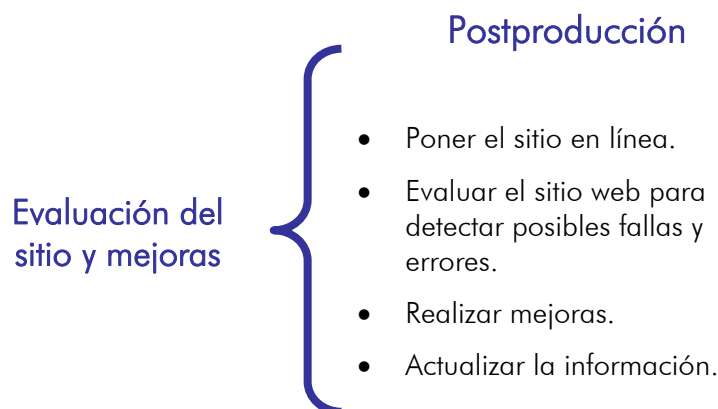 Postproducción
Evaluación del
sitio y mejoras
• Poner el sitio en línea.
• Evaluar el sitio web para
detectar posibles fallas y
errores.
• Realizar mejoras.
• Actualizar la información.